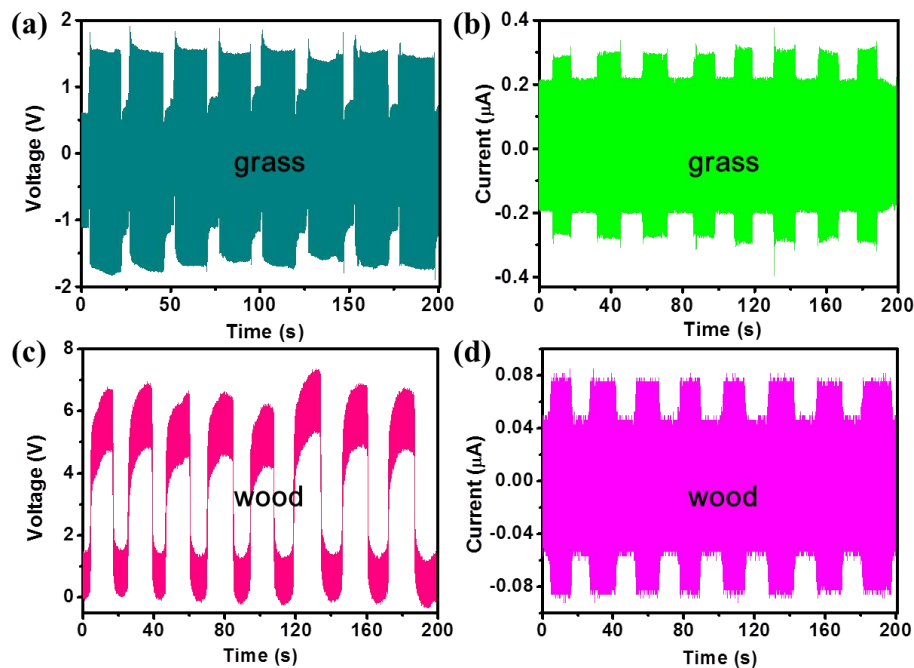 (a)
Voltage (V)
2
1
0
-1
-2
grass
0 50 100 150 200
Time (s)
(b)
Current (μA)
0.4
0.2
0.0
-0.2
-0.4
grass
0 40 80 120 160 200
Time (s)
(c)
Voltage (V)
8
6
4
2
0
wood
0 40 80 130 160 200
Time (s)
(d)
Current (μA)
0.08
0.04
0.00
-0.04
-0.08
wood
0 40 80 120 160 200
Time (s)